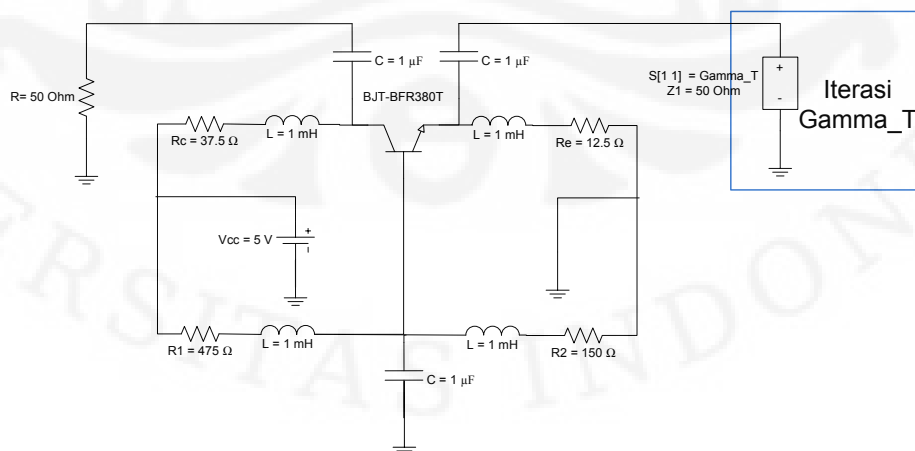 C = 1 µF
C = 1 µF
S[1 1] = Gamma_T
Z1 = 50 Ohm
+
-
Iterasi
Gamma_T
R= 50 Ohm
BJT-BFR380T
Rc = 37.5 Ω
L = 1 mH
L = 1 mH
Re = 12.5 Ω
Vcc = 5 V
+
R1 = 475 Ω
L = 1 mH
L = 1 mH
R2 = 150 Ω
C = 1 µF
ERSITAS INDON